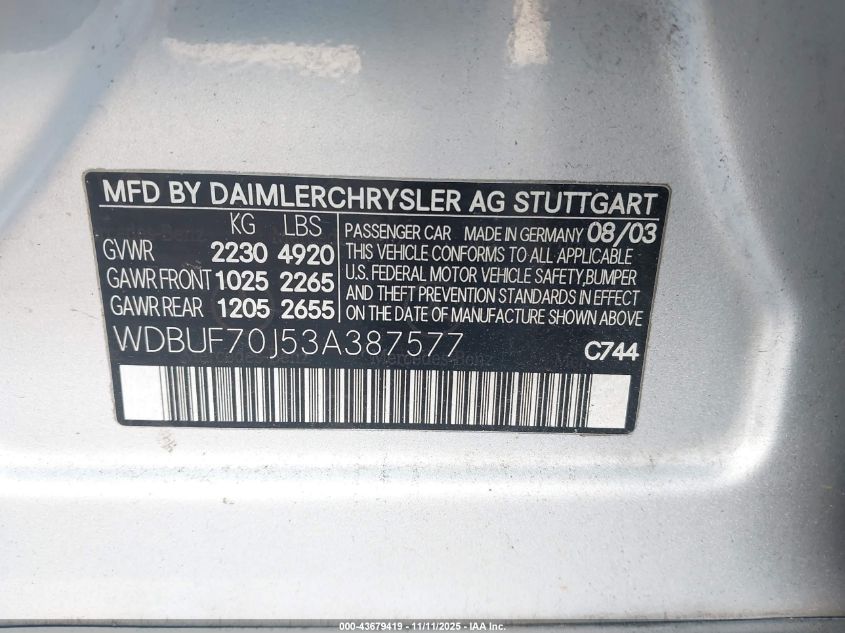 MFD BY DAIMLERCHRYSLER AG STUTTGART
KG LBS
GVWR 2230 4920
GAWR FRONT 1025 2265
GAWR REAR 1205 2655
PASSENGER CAR MADE IN GERMANY 08/03
THIS VEHICLE CONFORMS TO ALL APPLICABLE
U.S. FEDERAL MOTOR VEHICLE SAFETY,BUMPER
AND THEFT PREVENTION STANDARDS IN EFFECT
ON THE DATE OF MANUFACTURE SHOWN ABOVE
WDBUF70J53A387577
C744
000-43679419 - 11/11/2025 - IAA Inc.